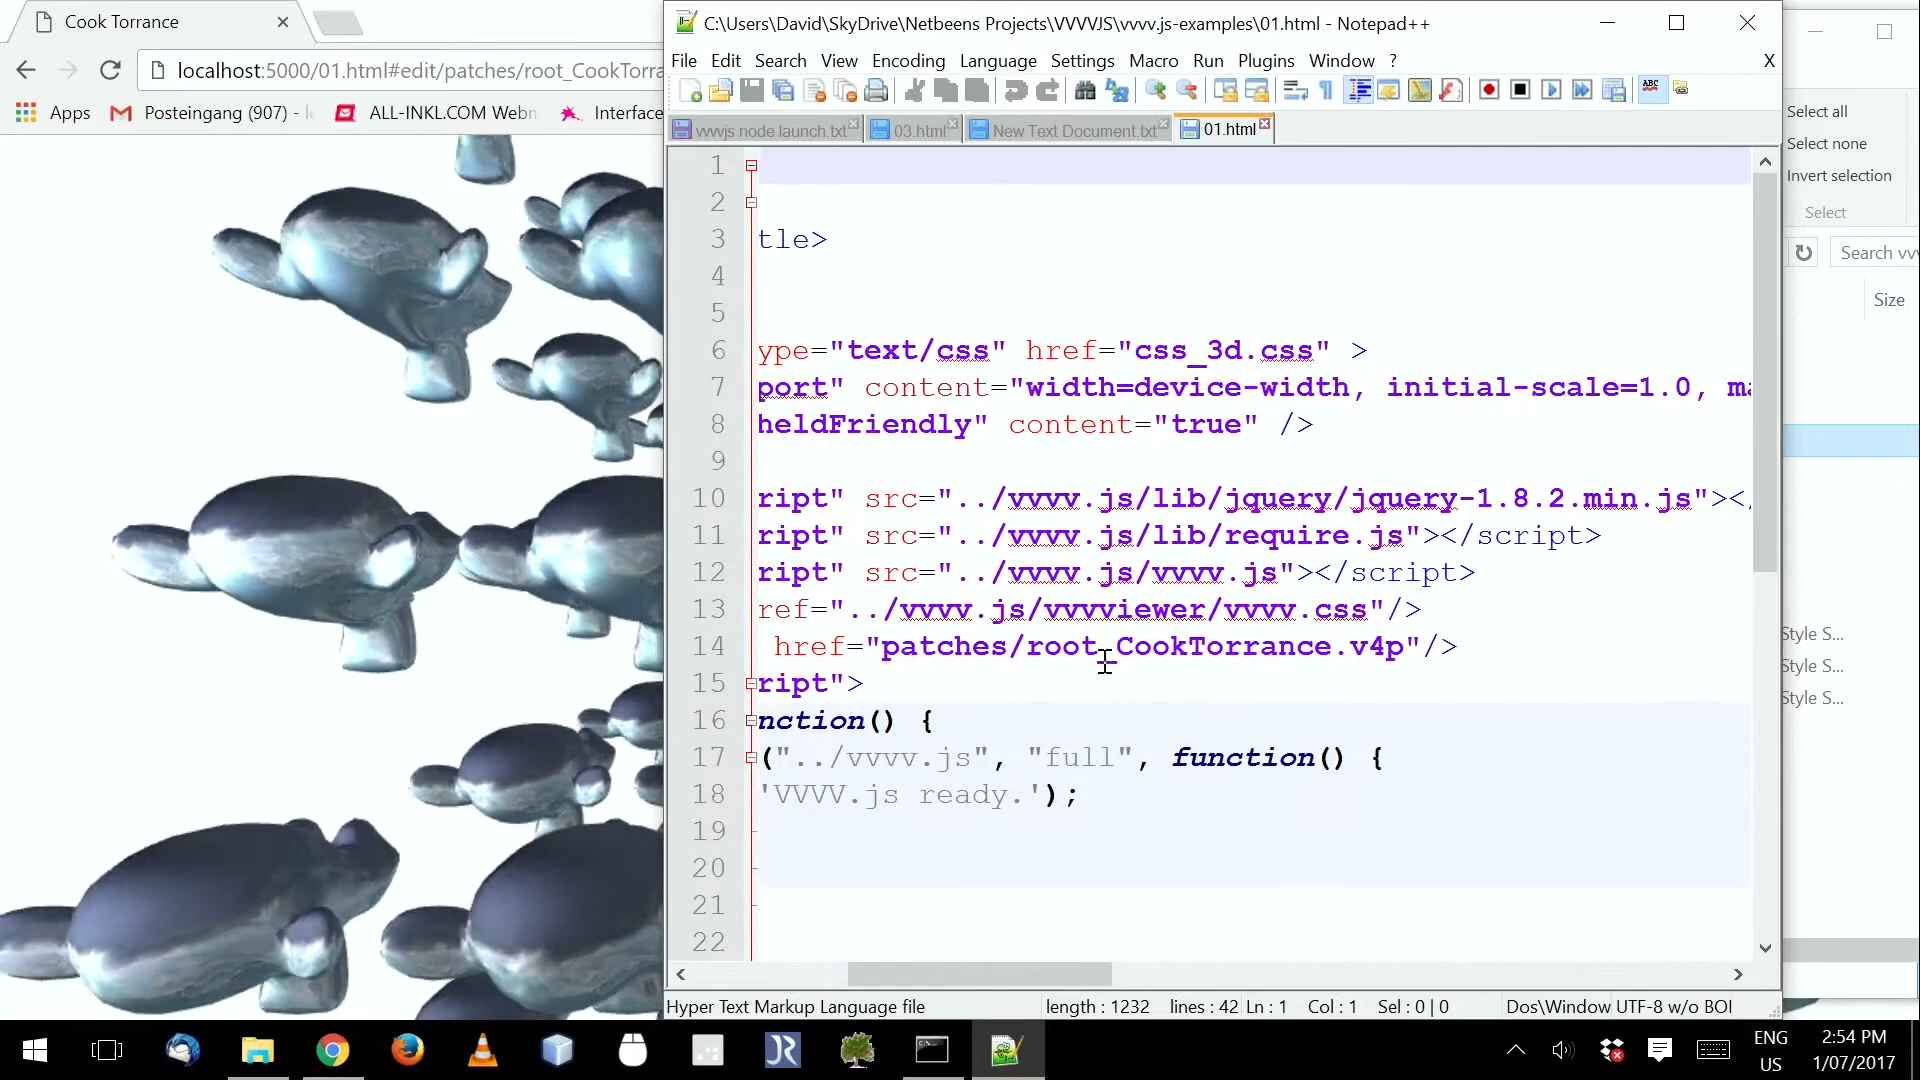 Cook Torrance
localhost:5000/01.html#edit/patches/root_CookTorra
Apps
Posteingang (907) -
ALL-INKL.COM Webm
Interface
C:\Users\David\SkyDrive\Netbeens Projects\VVVVJS\vvvv.js-examples\01.html - Notepad++
File Edit Search View Encoding Language Settings Macro Run Plugins Window ? X
vvvvjs node launch.txt
03.html
New Text Document.txt
01.html
1
2
3 tle>
4
5
6 ype="text/css" href="css_3d.css" >
7 port" content="width=device-width, initial-scale=1.0, ma
8 heldFriendly" content="true" />
9
10 ript" src="../vvvv.js/lib/jquery/jquery-1.8.2.min.js"></
11 ript" src="../vvvv.js/lib/require.js"></script>
12 ript" src="../vvvv.js/vvvv.js"></script>
13 ref="../vvvv.js/vvvviewer/vvvv.css"/>
14 href="patches/root_CookTorrance.v4p"/>
15 ript">
16 nction() {
17 ("../vvvv.js", "full", function() {
18 'VVVV.js ready.');
19
20
21
22
Hyper Text Markup Language file length : 1232 lines : 42 Ln : 1 Col : 1 Sel : 0 | 0 Dos\Window UTF-8 w/o BOI
Select all
Select none
Invert selection
Select
Search vvv
Size
Style S...
Style S...
Style S...
ENG
US
2:54 PM
1/07/2017